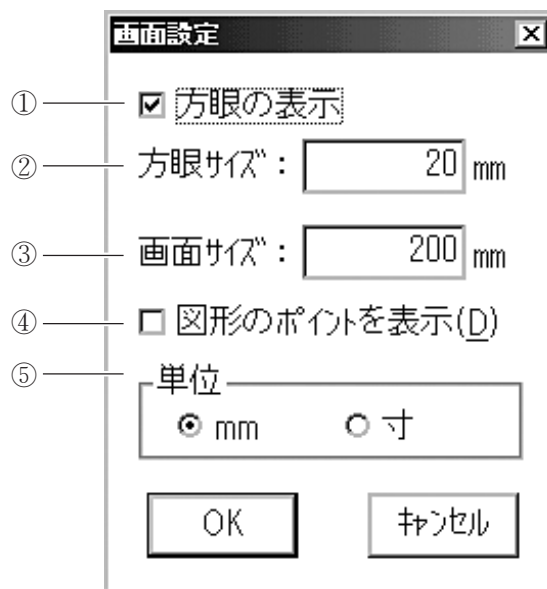 画面設定
① 方眼の表示
② 方眼サイズ： 20 mm
③ 画面サイズ： 200 mm
④ 図形のポイントを表示(D)
⑤ 単位
mm 寸
OK キャンセル